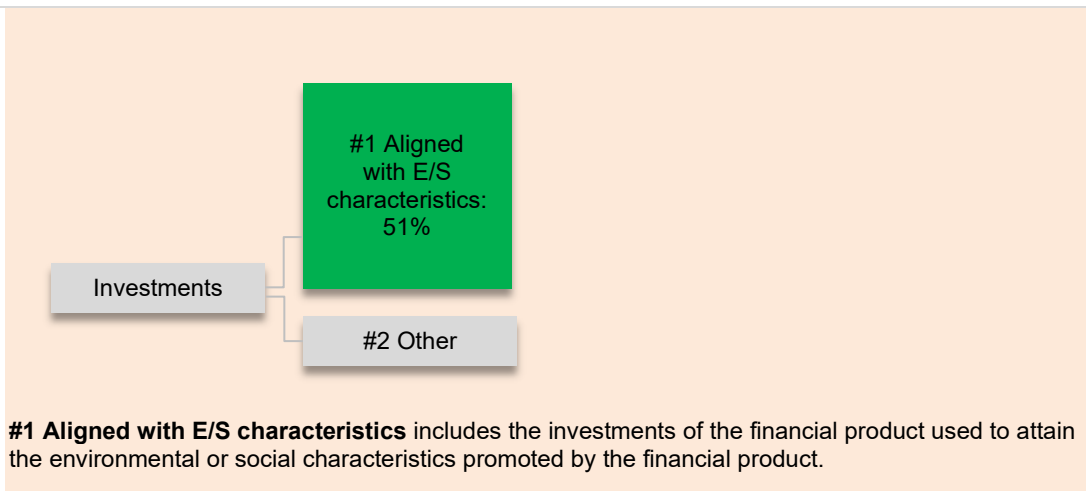 #1 Aligned
with E/S
characteristics:
51%
Investments
#2 Other
#1 Aligned with E/S characteristics includes the investments of the financial product used to attain
the environmental or social characteristics promoted by the financial product.